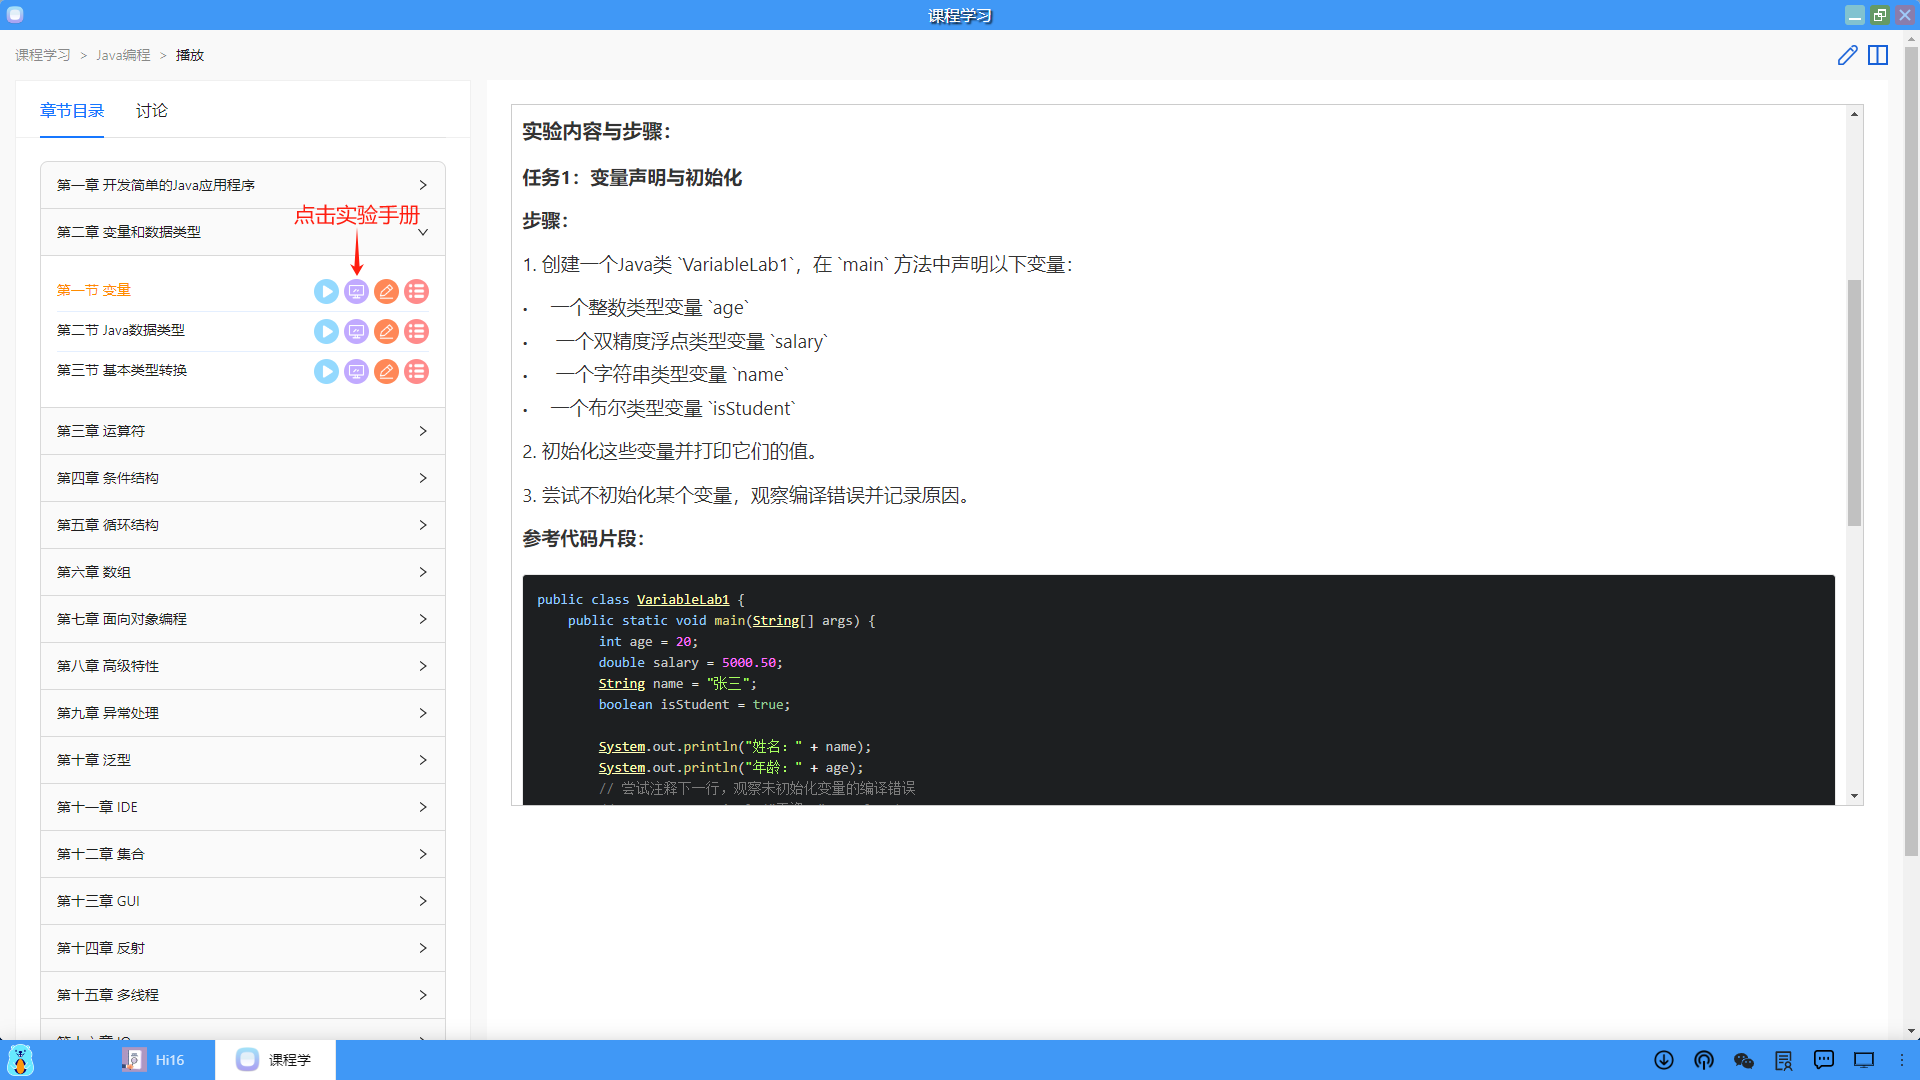 课程学习
课程学习 > Java编程 > 播放
章节目录 讨论
第一章 开发简单的Java应用程序
点击实验手册
第二章 变量和数据类型
第一节 变量
第二节 Java数据类型
第三节 基本类型转换
第三章 运算符
第四章 条件结构
第五章 循环结构
第六章 数组
第七章 面向对象编程
第八章 高级特性
第九章 异常处理
第十章 泛型
第十一章 IDE
第十二章 集合
第十三章 GUI
第十四章 反射
第十五章 多线程
实验内容与步骤：
任务1：变量声明与初始化
步骤：
1. 创建一个Java类 `VariableLab1`，在 `main` 方法中声明以下变量：
· 一个整数类型变量 `age`
· 一个双精度浮点类型变量 `salary`
· 一个字符串类型变量 `name`
· 一个布尔类型变量 `isStudent`
2. 初始化这些变量并打印它们的值。
3. 尝试不初始化某个变量，观察编译错误并记录原因。
参考代码片段：
public class VariableLab1 {
public static void main(String[] args) {
int age = 20;
double salary = 5000.50;
String name = "张三";
boolean isStudent = true;
System.out.println("姓名：" + name);
System.out.println("年龄：" + age);
// 尝试注释下一行，观察未初始化变量的编译错误
Hi16
课程学